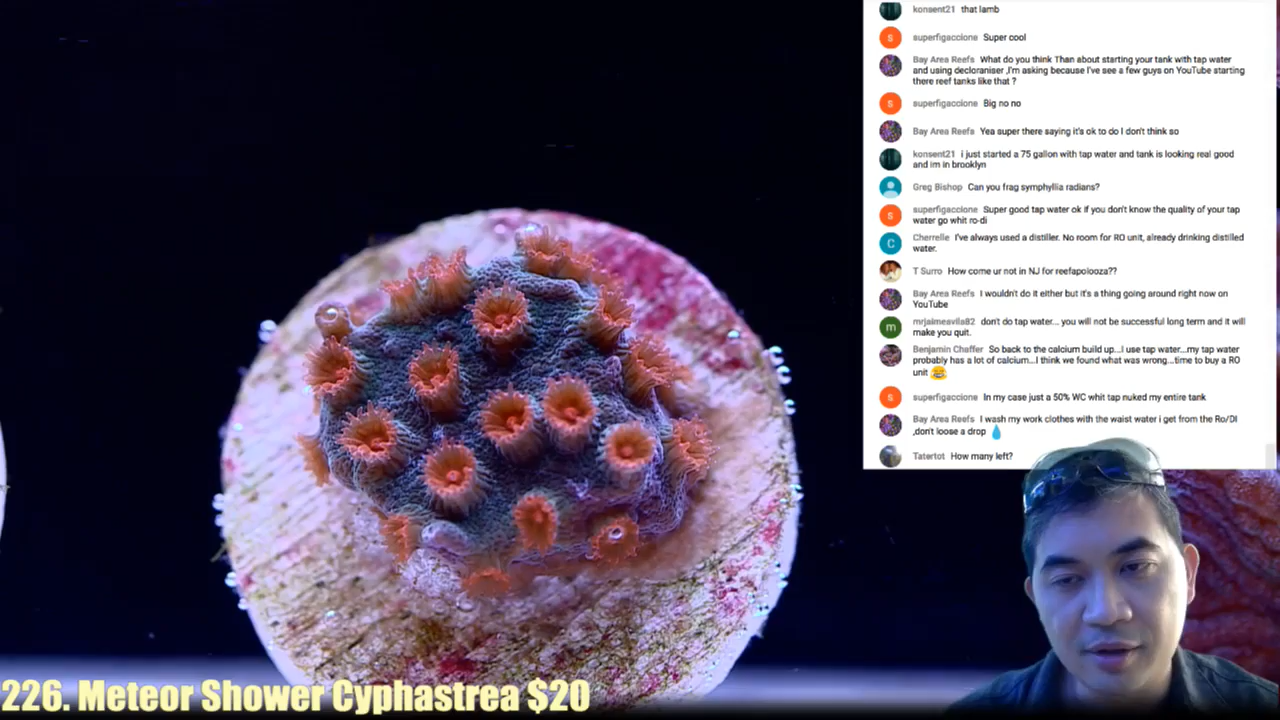 konsent21 that lamb
S
superfigaccione Super cool
Bay Area Reefs What do you think Than about starting your tank with tap water
and using decloraniser ,I'm asking because I've see a few guys on YouTube starting
there reef tanks like that ?
S
superfigaccione Big no no
Bay Area Reefs Yea super there saying it's ok to do I don't think so
konsent21 i just started a 75 gallon with tap water and tank is looking real good
and im in brooklyn
Greg Bishop Can you frag symphyllia radians?
S
superfigaccione Super good tap water ok if you don't know the quality of your tap
water go whit ro-di
C
Cherrelle I've always used a distiller. No room for RO unit, already drinking distilled
water.
T Surro How come ur not in NJ for reefapolooza??
Bay Area Reefs I wouldn't do it either but it's a thing going around right now on
YouTube
m
mrjaimeavila82 don't do tap water... you will not be successful long term and it will
make you quit.
Benjamin Chaffer So back to the calcium build up...I use tap water...my tap water
probably has a lot of calcium...I think we found what was wrong...time to buy a RO
unit 😂
S
superfigaccione In my case just a 50% WC whit tap nuked my entire tank
Bay Area Reefs I wash my work clothes with the waist water i get from the Ro/DI
,don't loose a drop 💧
Tatertot How many left?
226. Meteor Shower Cyphastrea $20